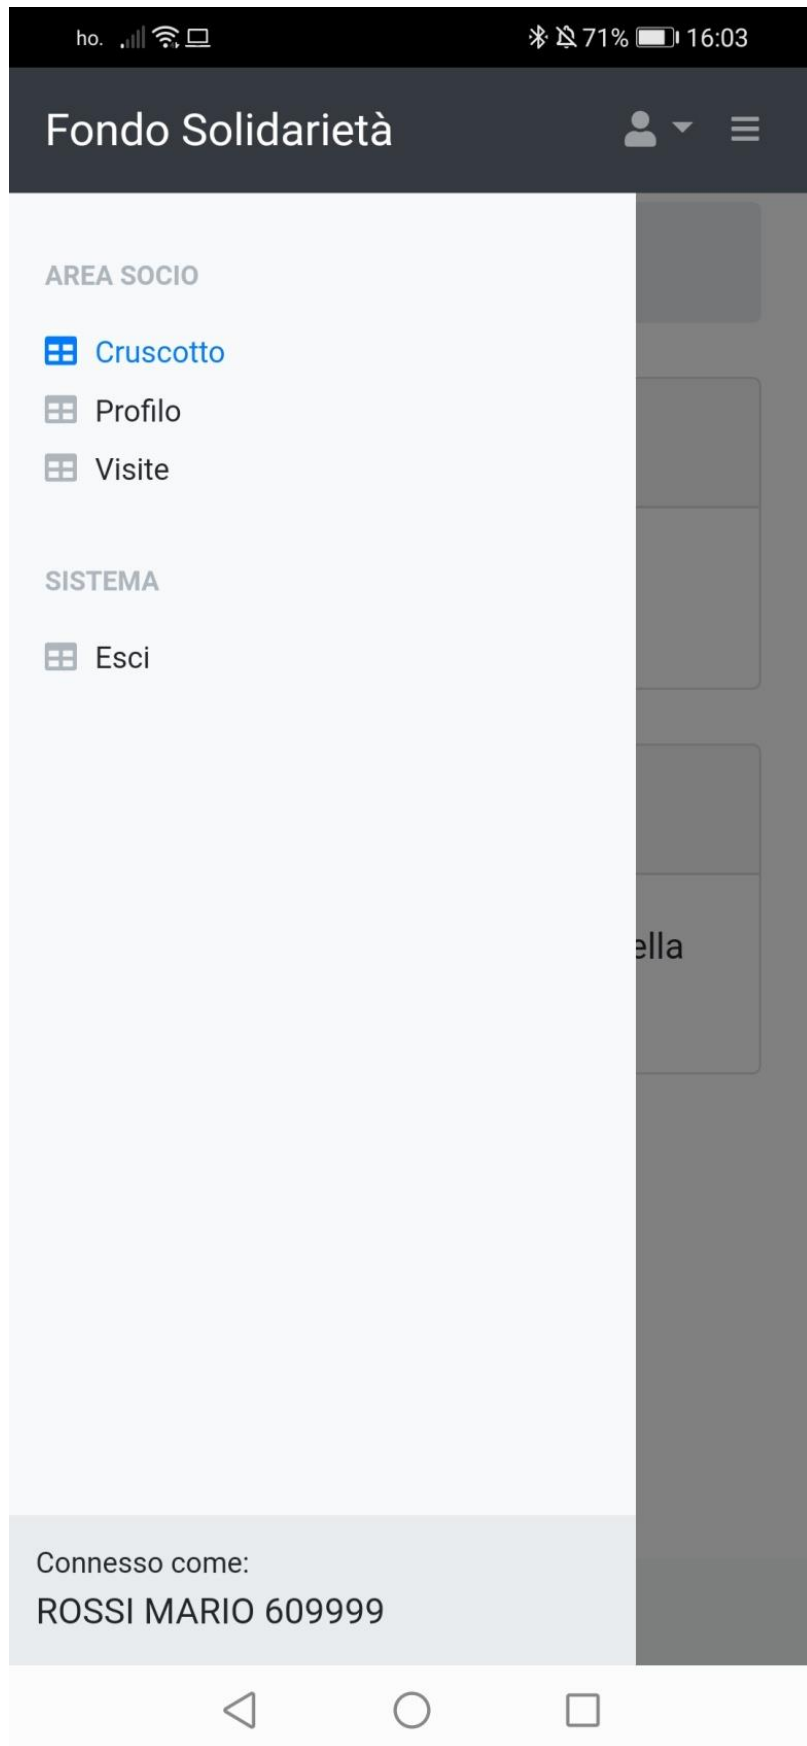 ho. 71% 16:03
Fondo Solidarietà
AREA SOCIO
Cruscotto
Profilo
Visite
SISTEMA
Esci
ella
Connesso come:
ROSSI MARIO 609999